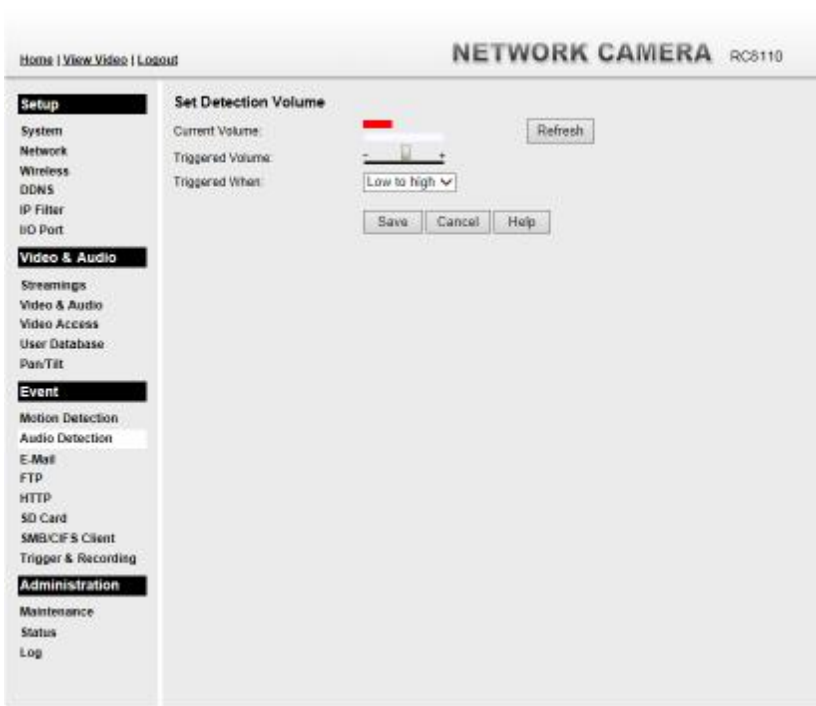 Home | View Video | Logout
NETWORK CAMERA RC8110
Setup
System
Network
Wireless
DDNS
IP Filter
I/O Port
Video & Audio
Streamings
Video & Audio
Video Access
User Database
Pan/Tilt
Event
Motion Detection
Audio Detection
E-Mail
FTP
HTTP
SD Card
SMB/CIFS Client
Trigger & Recording
Administration
Maintenance
Status
Log
Set Detection Volume
Current Volume:
Refresh
Triggered Volume:
- +
Triggered When:
Low to high
Save Cancel Help